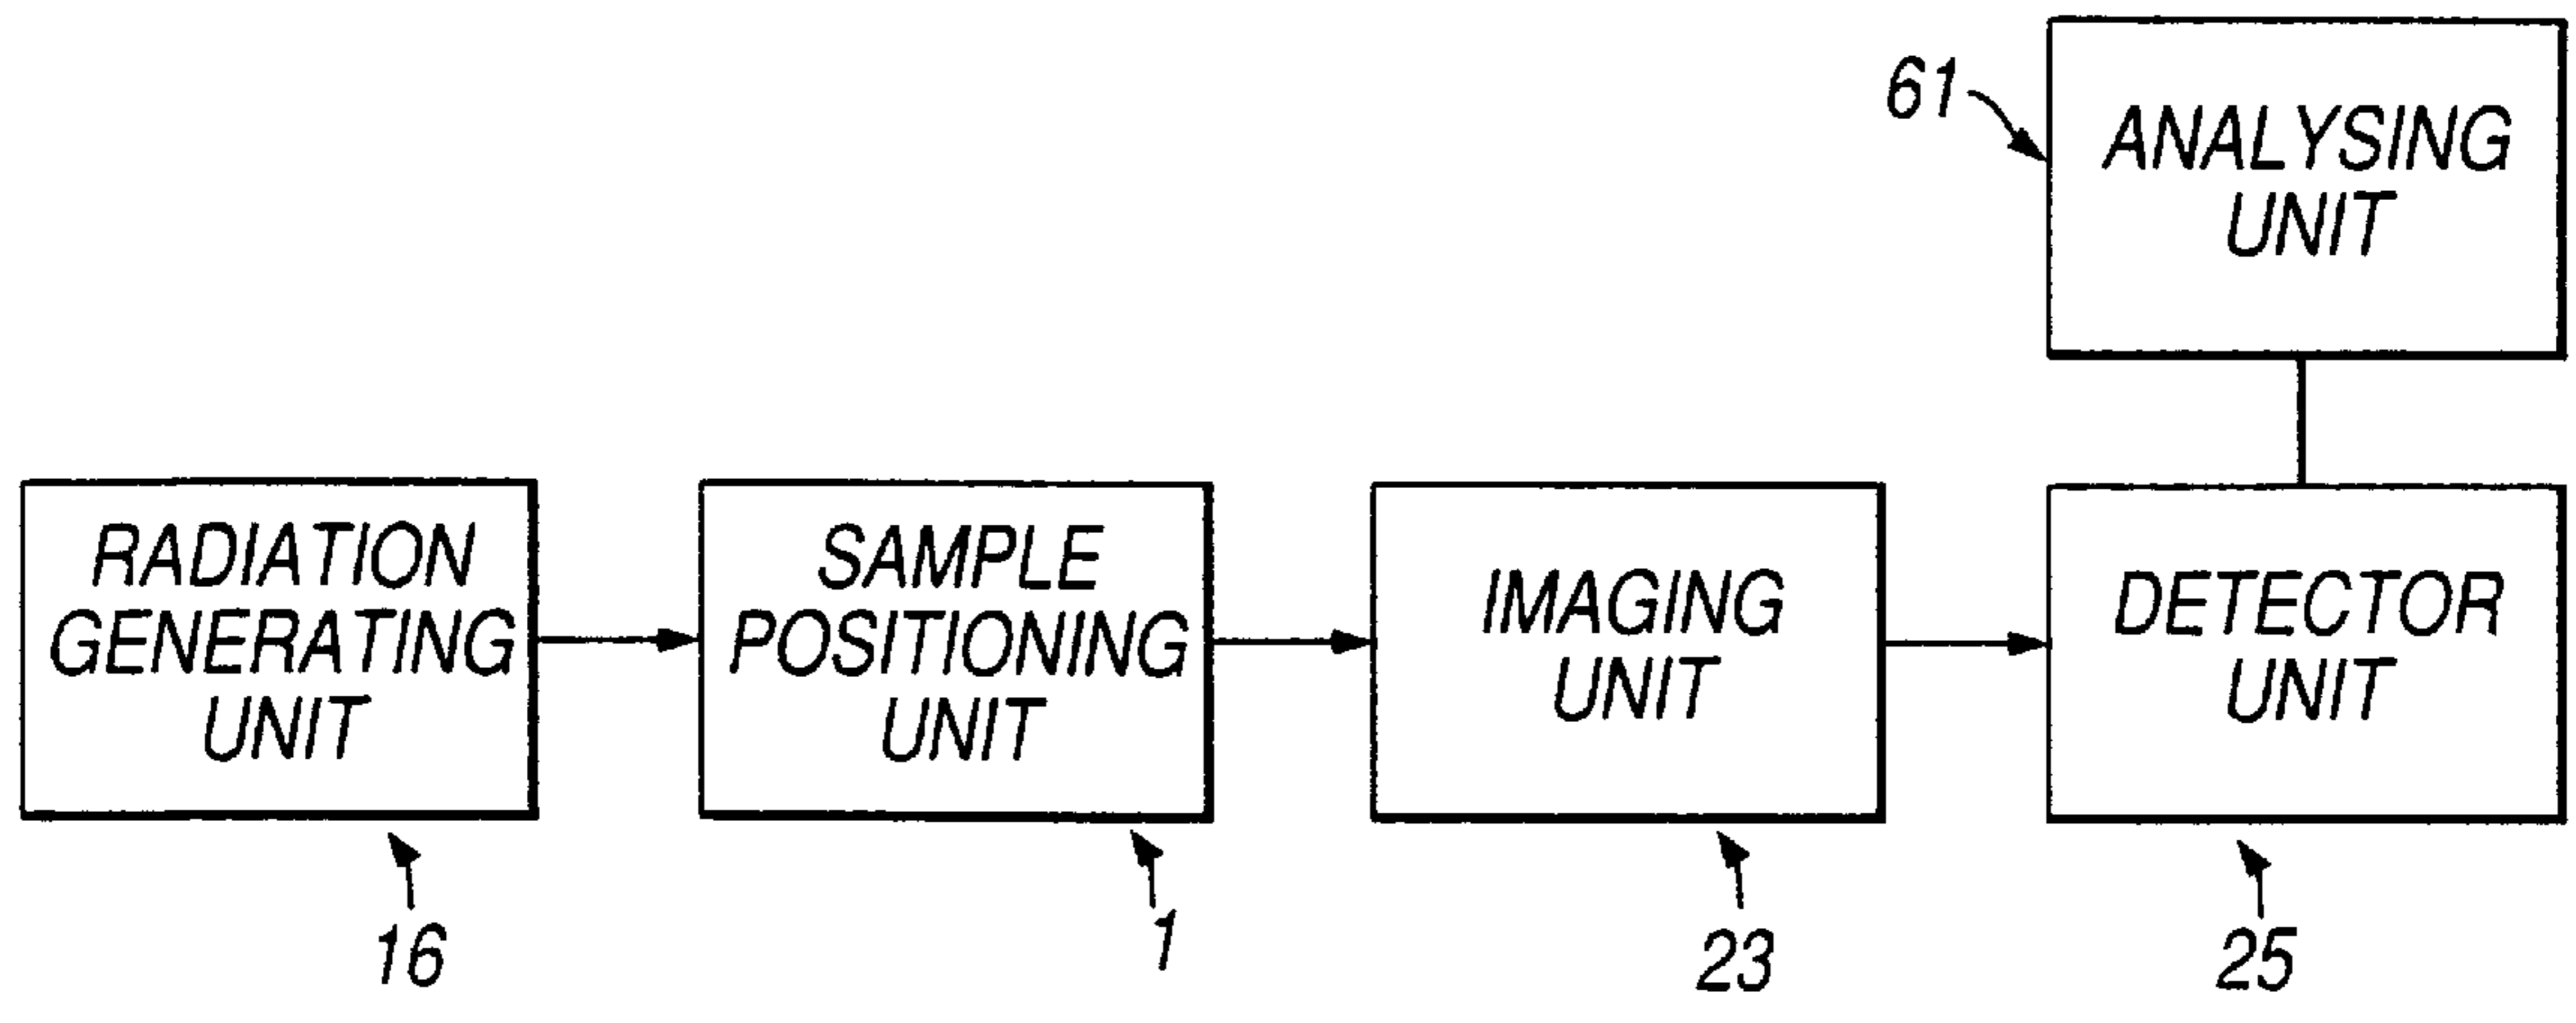 61
ANALYSING
UNIT
RADIATION
GENERATING
UNIT
SAMPLE
POSITIONING
UNIT
IMAGING
UNIT
DETECTOR
UNIT
16
1
23
25